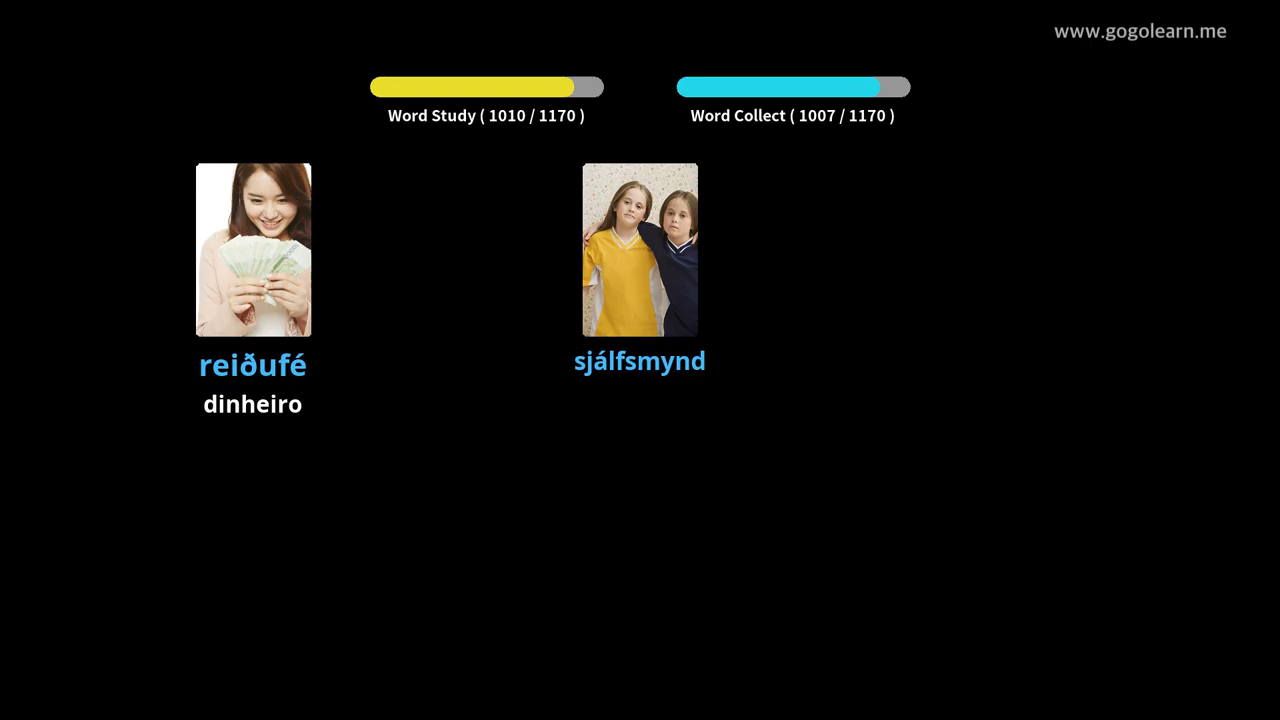 www.gogolearn.me
Word Study ( 1010 / 1170 )
Word Collect ( 1007 / 1170 )
reiðufé
dinheiro
sjálfsmynd